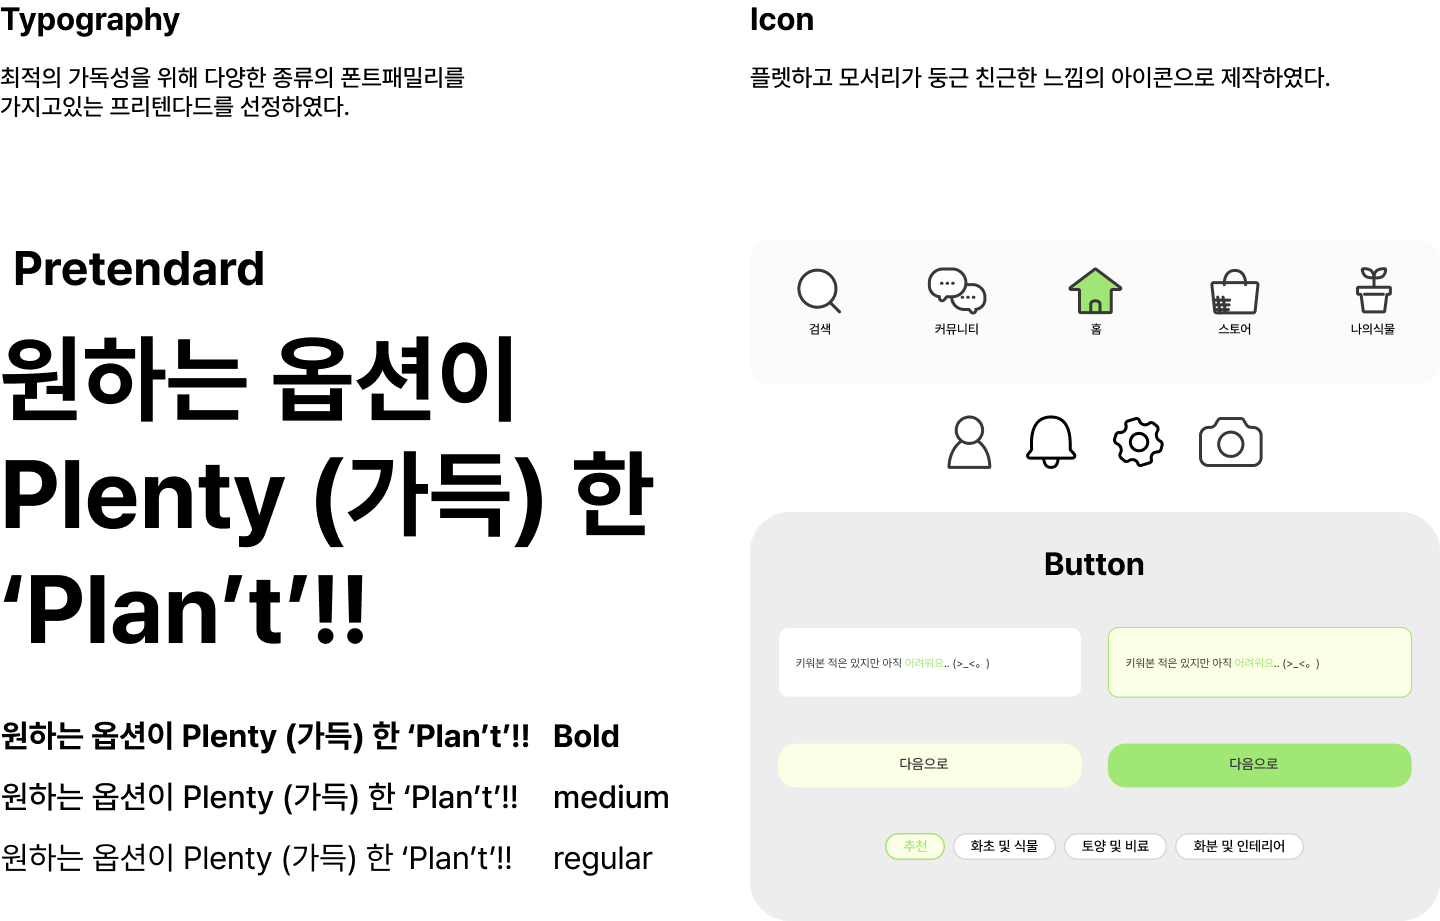 Typography
최적의 가독성을 위해 다양한 종류의 폰트패밀리를
가지고있는 프리텐다드를 선정하였다.
Pretendard
원하는 옵션이
Plenty (가득) 한
‘Plan’t’!!
원하는 옵션이 Plenty (가득) 한 ‘Plan’t’!! Bold
원하는 옵션이 Plenty (가득) 한 ‘Plan’t’!! medium
원하는 옵션이 Plenty (가득) 한 ‘Plan’t’!! regular
Icon
플렛하고 모서리가 둥근 친근한 느낌의 아이콘으로 제작하였다.
검색 커뮤니티 홈 스토어 나의식물
Button
키워본 적은 있지만 아직 어려워요.. (>_<。) 키워본 적은 있지만 아직 어려워요.. (>_<。)
다음으로 다음으로
추천 화초 및 식물 토양 및 비료 화분 및 인테리어